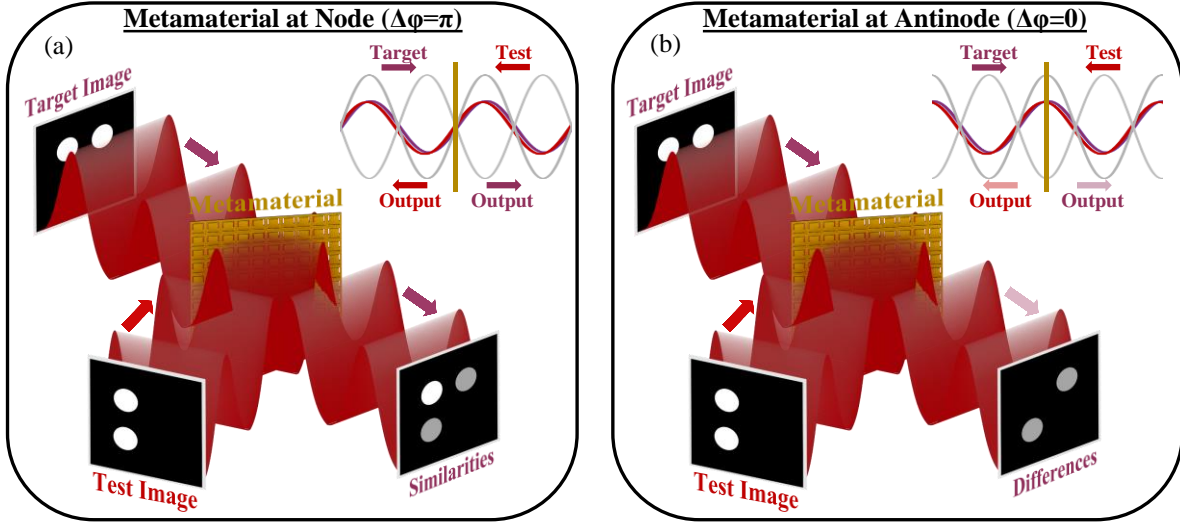 Metamaterial at Node (Δφ=π)
(a)
Target
Test
Output
Output
Target Image
Metamaterial
Test Image
Similarities
Metamaterial at Antinode (Δφ=0)
(b)
Target
Test
Output
Output
Target Image
Metamaterial
Test Image
Differences